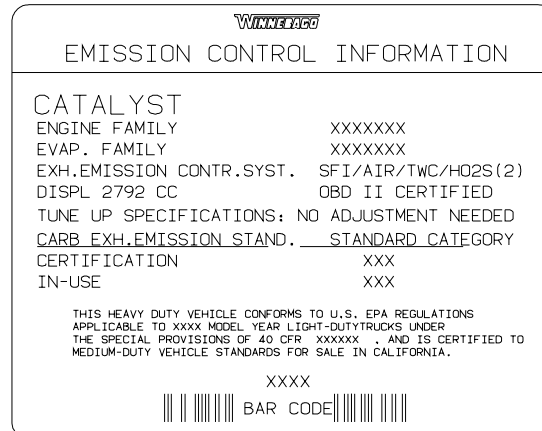 WINNEBAGO
EMISSION CONTROL INFORMATION
CATALYST
ENGINE FAMILY XXXXXXX
EVAP. FAMILY XXXXXXX
EXH.EMISSION CONTR.SYST. SFI/AIR/TWC/HO2S(2)
DISPL 2792 CC OBD II CERTIFIED
TUNE UP SPECIFICATIONS: NO ADJUSTMENT NEEDED
CARB EXH.EMISSION STAND. STANDARD CATEGORY
CERTIFICATION XXX
IN-USE XXX
THIS HEAVY DUTY VEHICLE CONFORMS TO U.S. EPA REGULATIONS
APPLICABLE TO XXXX MODEL YEAR LIGHT-DUTYTRUCKS UNDER
THE SPECIAL PROVISIONS OF 40 CFR XXXXXX , AND IS CERTIFIED TO
MEDIUM-DUTY VEHICLE STANDARDS FOR SALE IN CALIFORNIA.
XXXX
BAR CODE